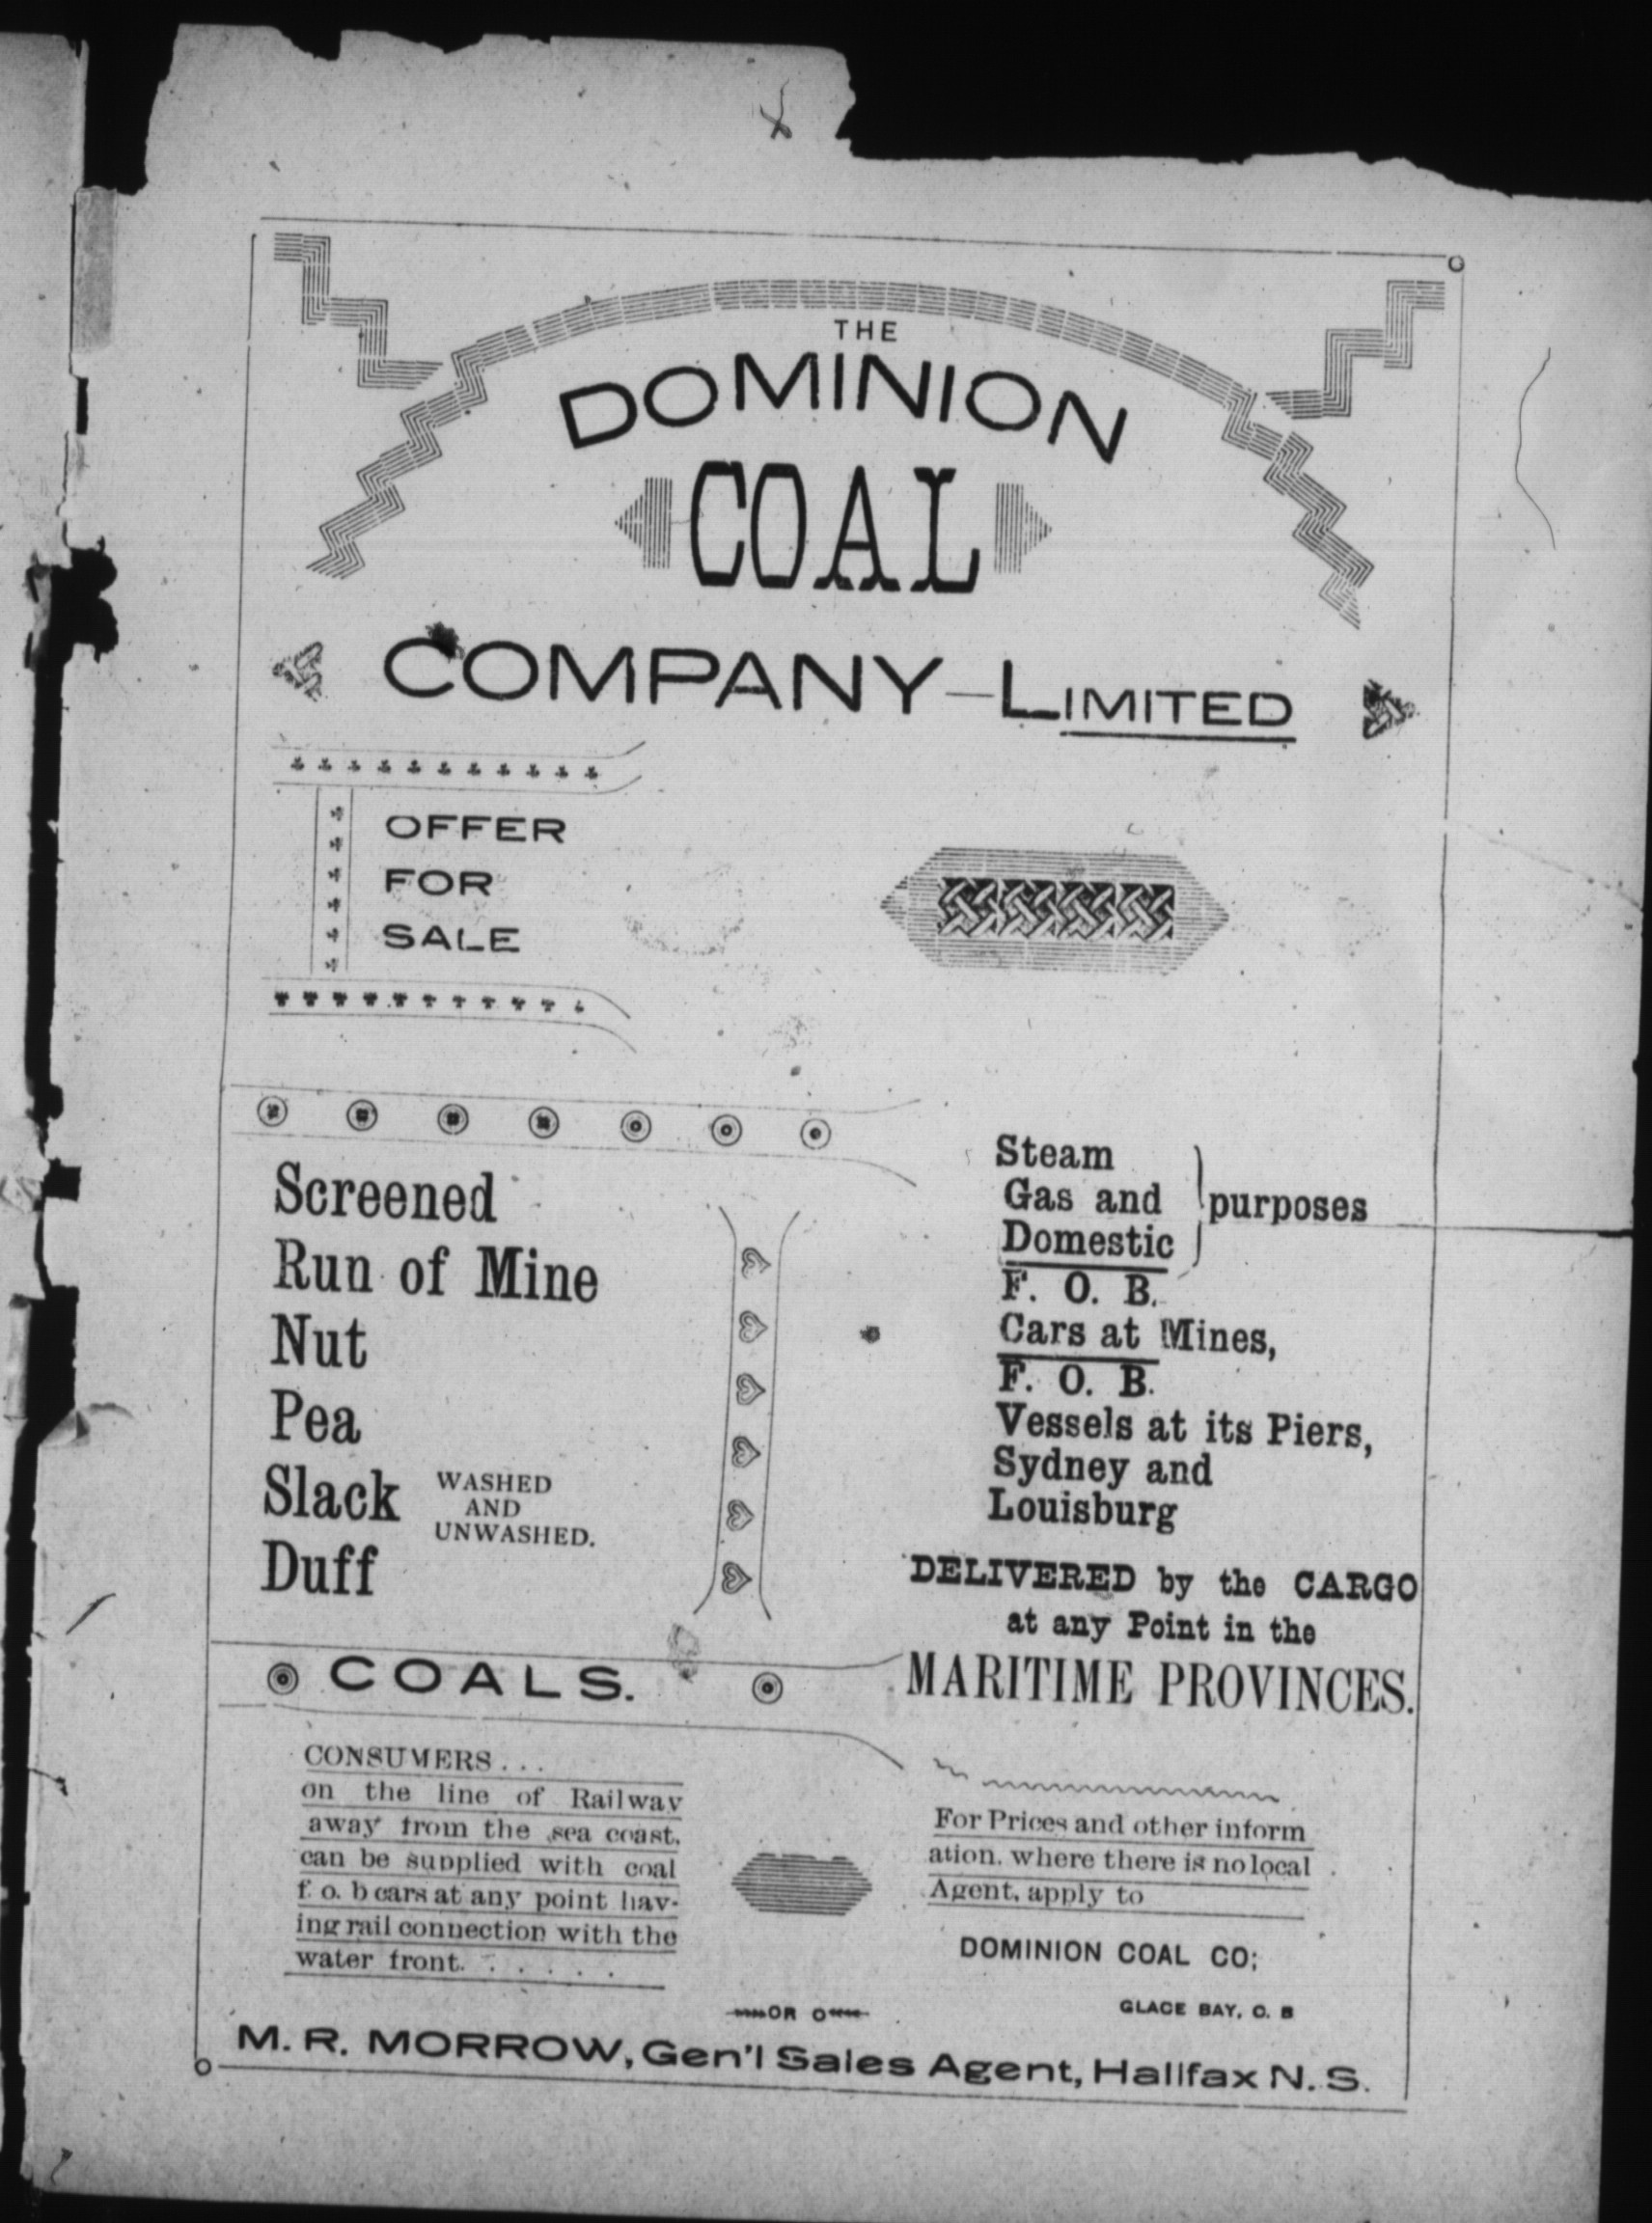 THE
DOMINION
COAL
COMPANY—LIMITED
OFFER
FOR
SALE
Screened
Run of Mine
Nut
Pea
Slack WASHED
AND
UNWASHED.
Duff
COALS.
Steam
Gas and purposes
Domestic
F. O. B.
Cars at Mines,
F. O. B.
Vessels at its Piers,
Sydney and
Louisburg
DELIVERED by the CARGO
at any Point in the
MARITIME PROVINCES.
CONSUMERS . . .
on the line of Railway
away from the sea coast.
can be supplied with coal
f. o. b cars at any point hav-
ing rail connection with the
water front. . . . . . .
For Prices and other inform
ation. where there is no local
Agent, apply to
DOMINION COAL CO;
GLACE BAY, C. B
OR
M. R. MORROW, Gen'l Sales Agent, Halifax N. S.